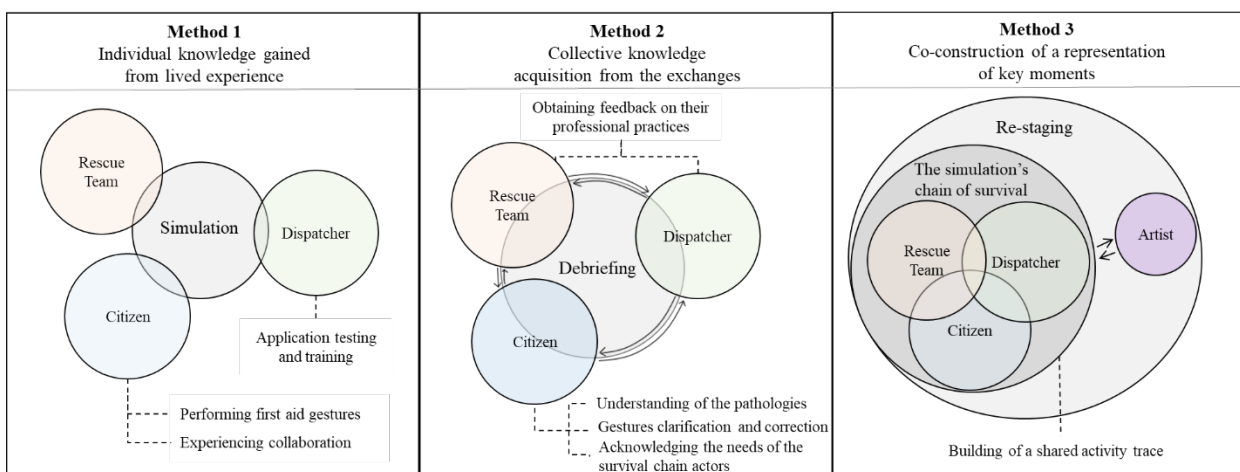 Method 1
Individual knowledge gained
from lived experience
Rescue
Team
Simulation
Dispatcher
Citizen
Application testing
and training
Performing first aid gestures
Experiencing collaboration
Method 2
Collective knowledge
acquisition from the exchanges
Obtaining feedback on their
professional practices
Rescue
Team
Dispatcher
Debriefing
Citizen
Understanding of the pathologies
Gestures clarification and correction
Acknowledging the needs of the
survival chain actors
Method 3
Co-construction of a representation
of key moments
Re-staging
The simulation's
chain of survival
Artist
Rescue
Team
Dispatcher
Citizen
Building of a shared activity trace